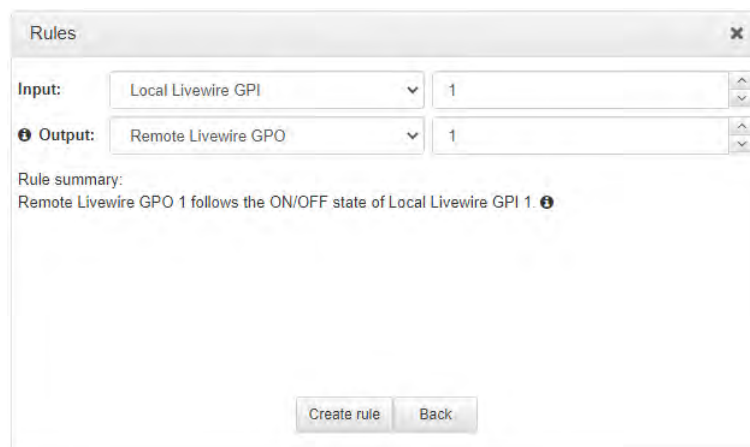 Rules
Input: Local Livewire GPI 1
Output: Remote Livewire GPO 1
Rule summary:
Remote Livewire GPO 1 follows the ON/OFF state of Local Livewire GPI 1.
Create rule Back